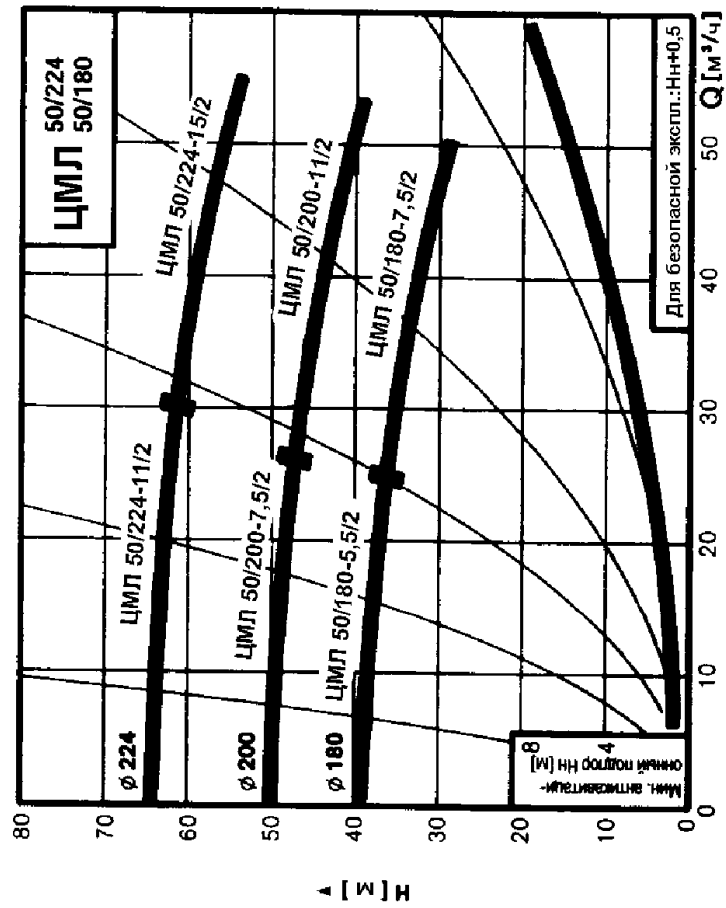 ЦМЛ 50/224
50/180
80
70
60
50
40
30
20
10
0
H [ м ]
ø 224
ЦМЛ 50/224-11/2
ЦМЛ 50/224-15/2
ø 200
ЦМЛ 50/200-7,5/2
ЦМЛ 50/200-11/2
ø 180
ЦМЛ 50/180-5,5/2
ЦМЛ 50/180-7,5/2
Мин. антикавитаци-
онный подпор Нн [м]
8
4
Для безопасной экспл.:Нн+0,5
0
10
20
30
40
50
Q [м³/ч]